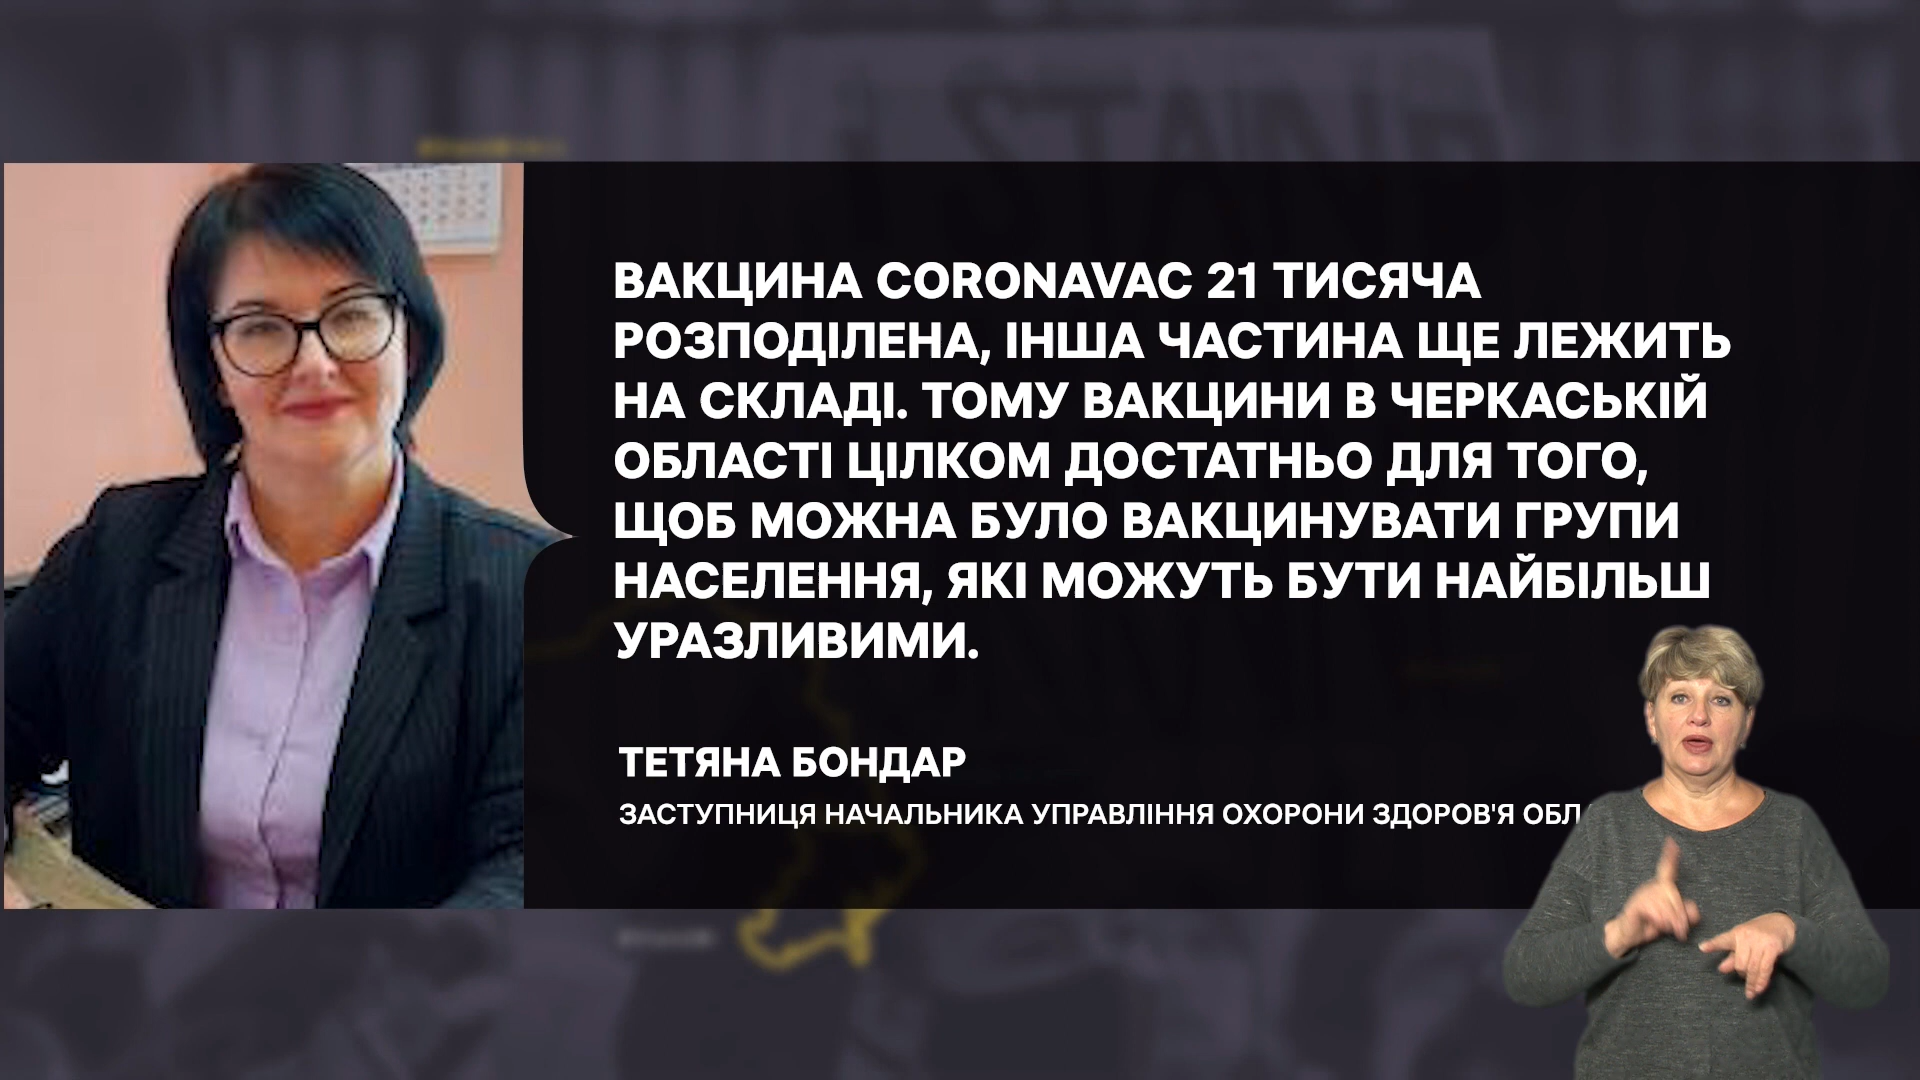 ВАКЦИНА CORONAVAC 21 ТИСЯЧА
РОЗПОДІЛЕНА, ІНША ЧАСТИНА ЩЕ ЛЕЖИТЬ
НА СКЛАДІ. ТОМУ ВАКЦИНИ В ЧЕРКАСЬКІЙ
ОБЛАСТІ ЦІЛКОМ ДОСТАТНЬО ДЛЯ ТОГО,
ЩОБ МОЖНА БУЛО ВАКЦИНУВАТИ ГРУПИ
НАСЕЛЕННЯ, ЯКІ МОЖУТЬ БУТИ НАЙБІЛЬШ
УРАЗЛИВИМИ.
ТЕТЯНА БОНДАР
ЗАСТУПНИЦЯ НАЧАЛЬНИКА УПРАВЛІННЯ ОХОРОНИ ЗДОРОВ'Я